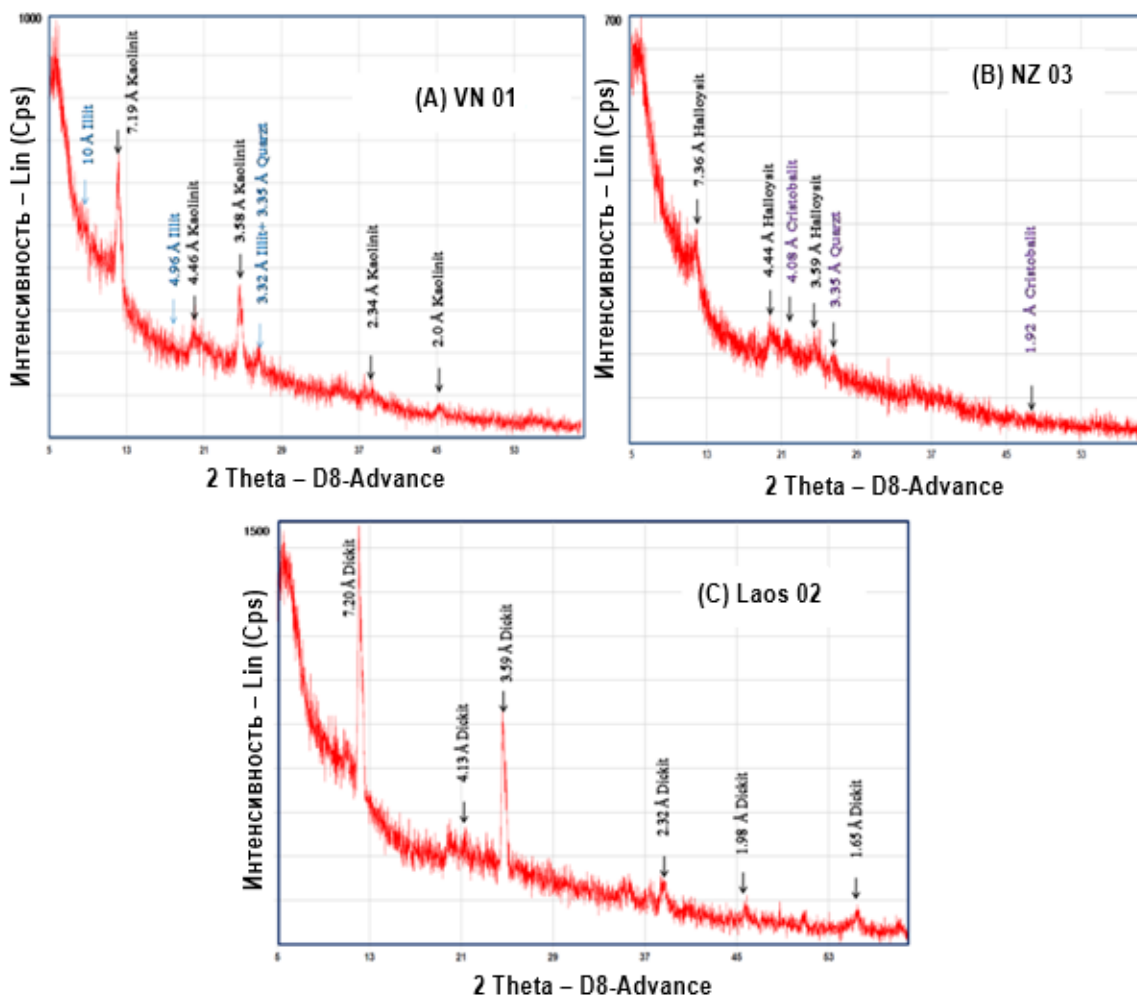 1000
(A) VN 01
10 Å Illit
7.19 Å Kaolinit
4.96 Å Illit
4.46 Å Kaolinit
3.58 Å Kaolinit
3.32 Å Illit+ 3.35 Å Quarzt
2.34 Å Kaolinit
2.0 Å Kaolinit
Интенсивность – Lin (Cps)
5 13 21 29 37 45 53
2 Theta – D8-Advance
700
(B) NZ 03
7.36 Å Halloysit
4.44 Å Halloysit
4.08 Å Cristobalit
3.59 Å Halloysit
3.35 Å Quarzt
1.92 Å Cristobalit
Интенсивность – Lin (Cps)
5 13 21 29 37 45 53
2 Theta – D8-Advance
1500
(C) Laos 02
7.20 Å Dickit
4.13 Å Dickit
3.59 Å Dickit
2.32 Å Dickit
1.98 Å Dickit
1.65 Å Dickit
Интенсивность – Lin (Cps)
5 13 21 29 37 45 53
2 Theta – D8-Advance